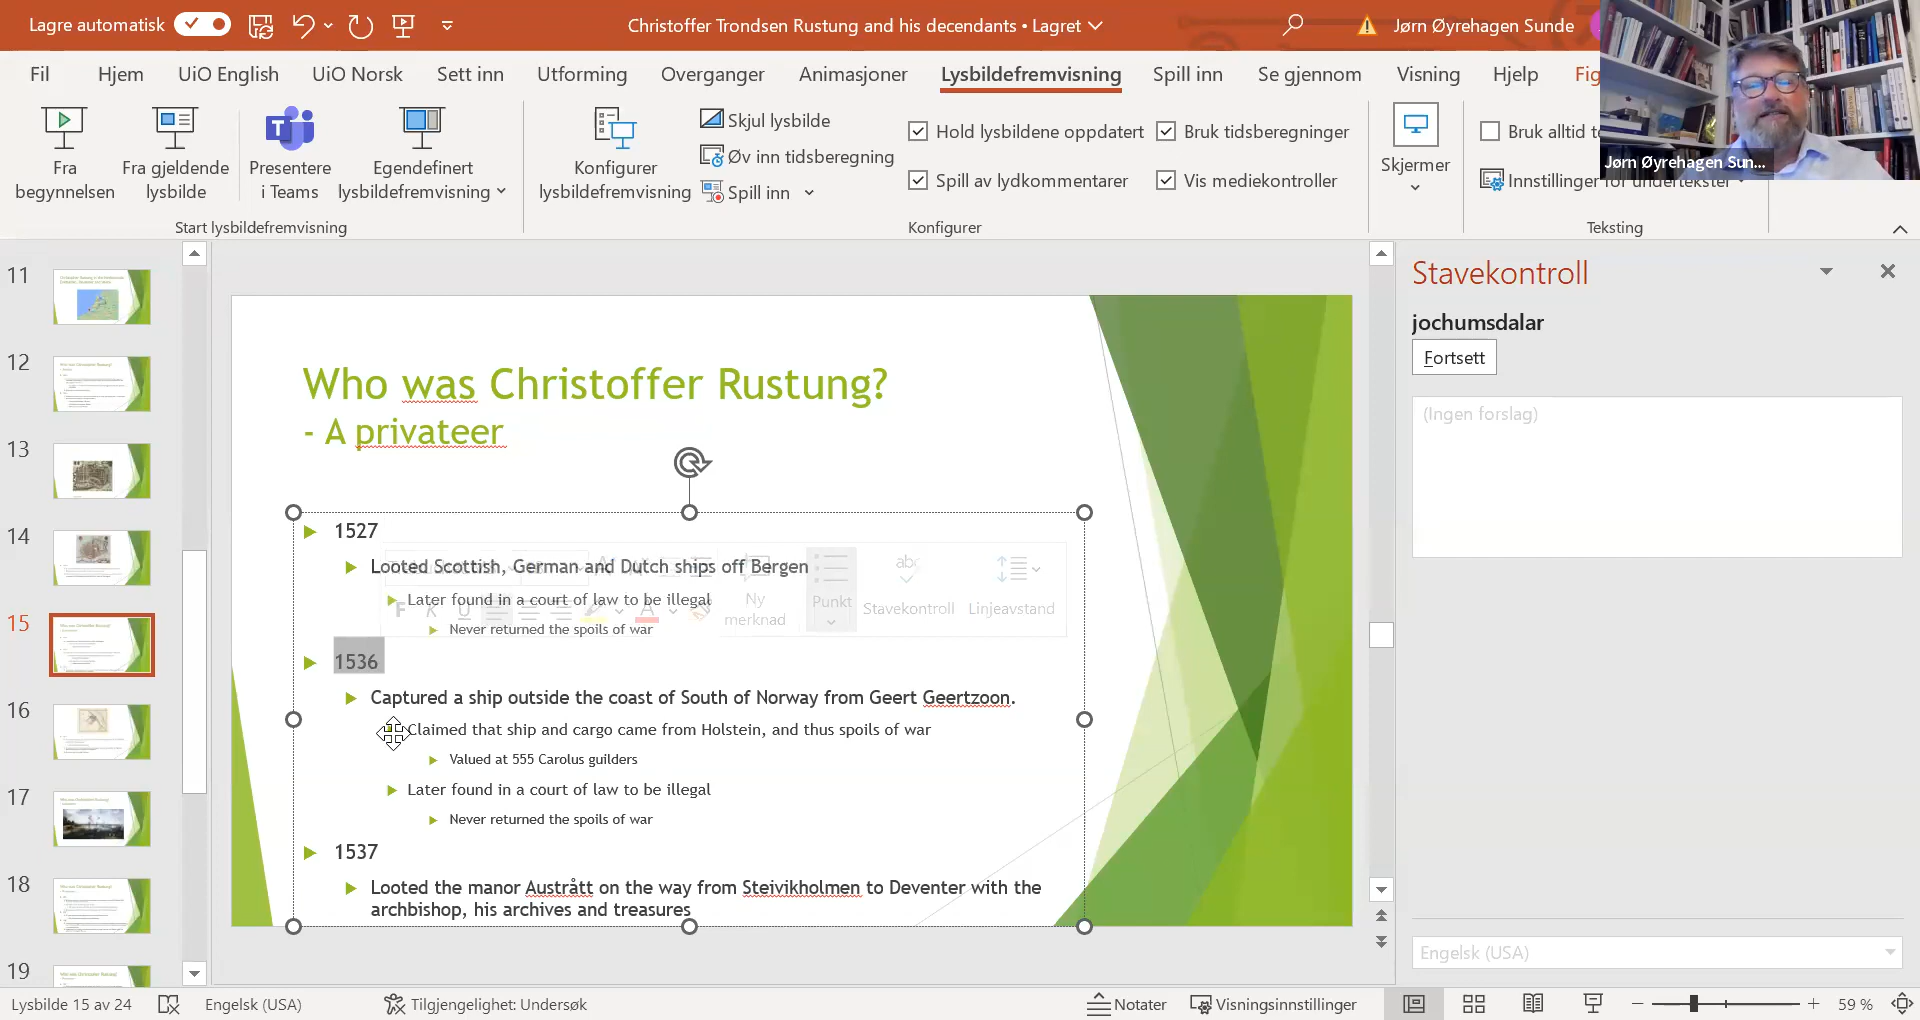 Lagre automatisk
Christoffer Trondsen Rustung and his decendants • Lagret
Jørn Øyrehagen Sunde
Fil Hjem UiO English UiO Norsk Sett inn Utforming Overganger Animasjoner Lysbildefremvisning Spill inn Se gjennom Visning Hjelp Fig
Fra begynnelsen
Fra gjeldende lysbilde
Presentere i Teams
Egendefinert lysbildefremvisning
Start lysbildefremvisning
Konfigurer lysbildefremvisning
Skjul lysbilde
Øv inn tidsberegning
Spill inn
Hold lysbildene oppdatert
Spill av lydkommentarer
Bruk tidsberegninger
Vis mediekontroller
Konfigurer
Skjermer
Bruk alltid
Innstillinger for undertekster
Teksting
Jørn Øyrehagen Sun...
11
12
13
14
15
16
17
18
19
Who was Christoffer Rustung?
- A privateer
1527
Looted Scottish, German and Dutch ships off Bergen
Later found in a court of law to be illegal
Never returned the spoils of war
F K U A
Ny merknad
Punkt
abc
Stavekontroll
Linjeavstand
1536
Captured a ship outside the coast of South of Norway from Geert Geertzoon.
Claimed that ship and cargo came from Holstein, and thus spoils of war
Valued at 555 Carolus guilders
Later found in a court of law to be illegal
Never returned the spoils of war
1537
Looted the manor Austrått on the way from Steivikholmen to Deventer with the
archbishop, his archives and treasures
Stavekontroll
jochumsdalar
Fortsett
(Ingen forslag)
Engelsk (USA)
Lysbilde 15 av 24
Engelsk (USA)
Tilgjengelighet: Undersøk
Notater
Visningsinnstillinger
59 %